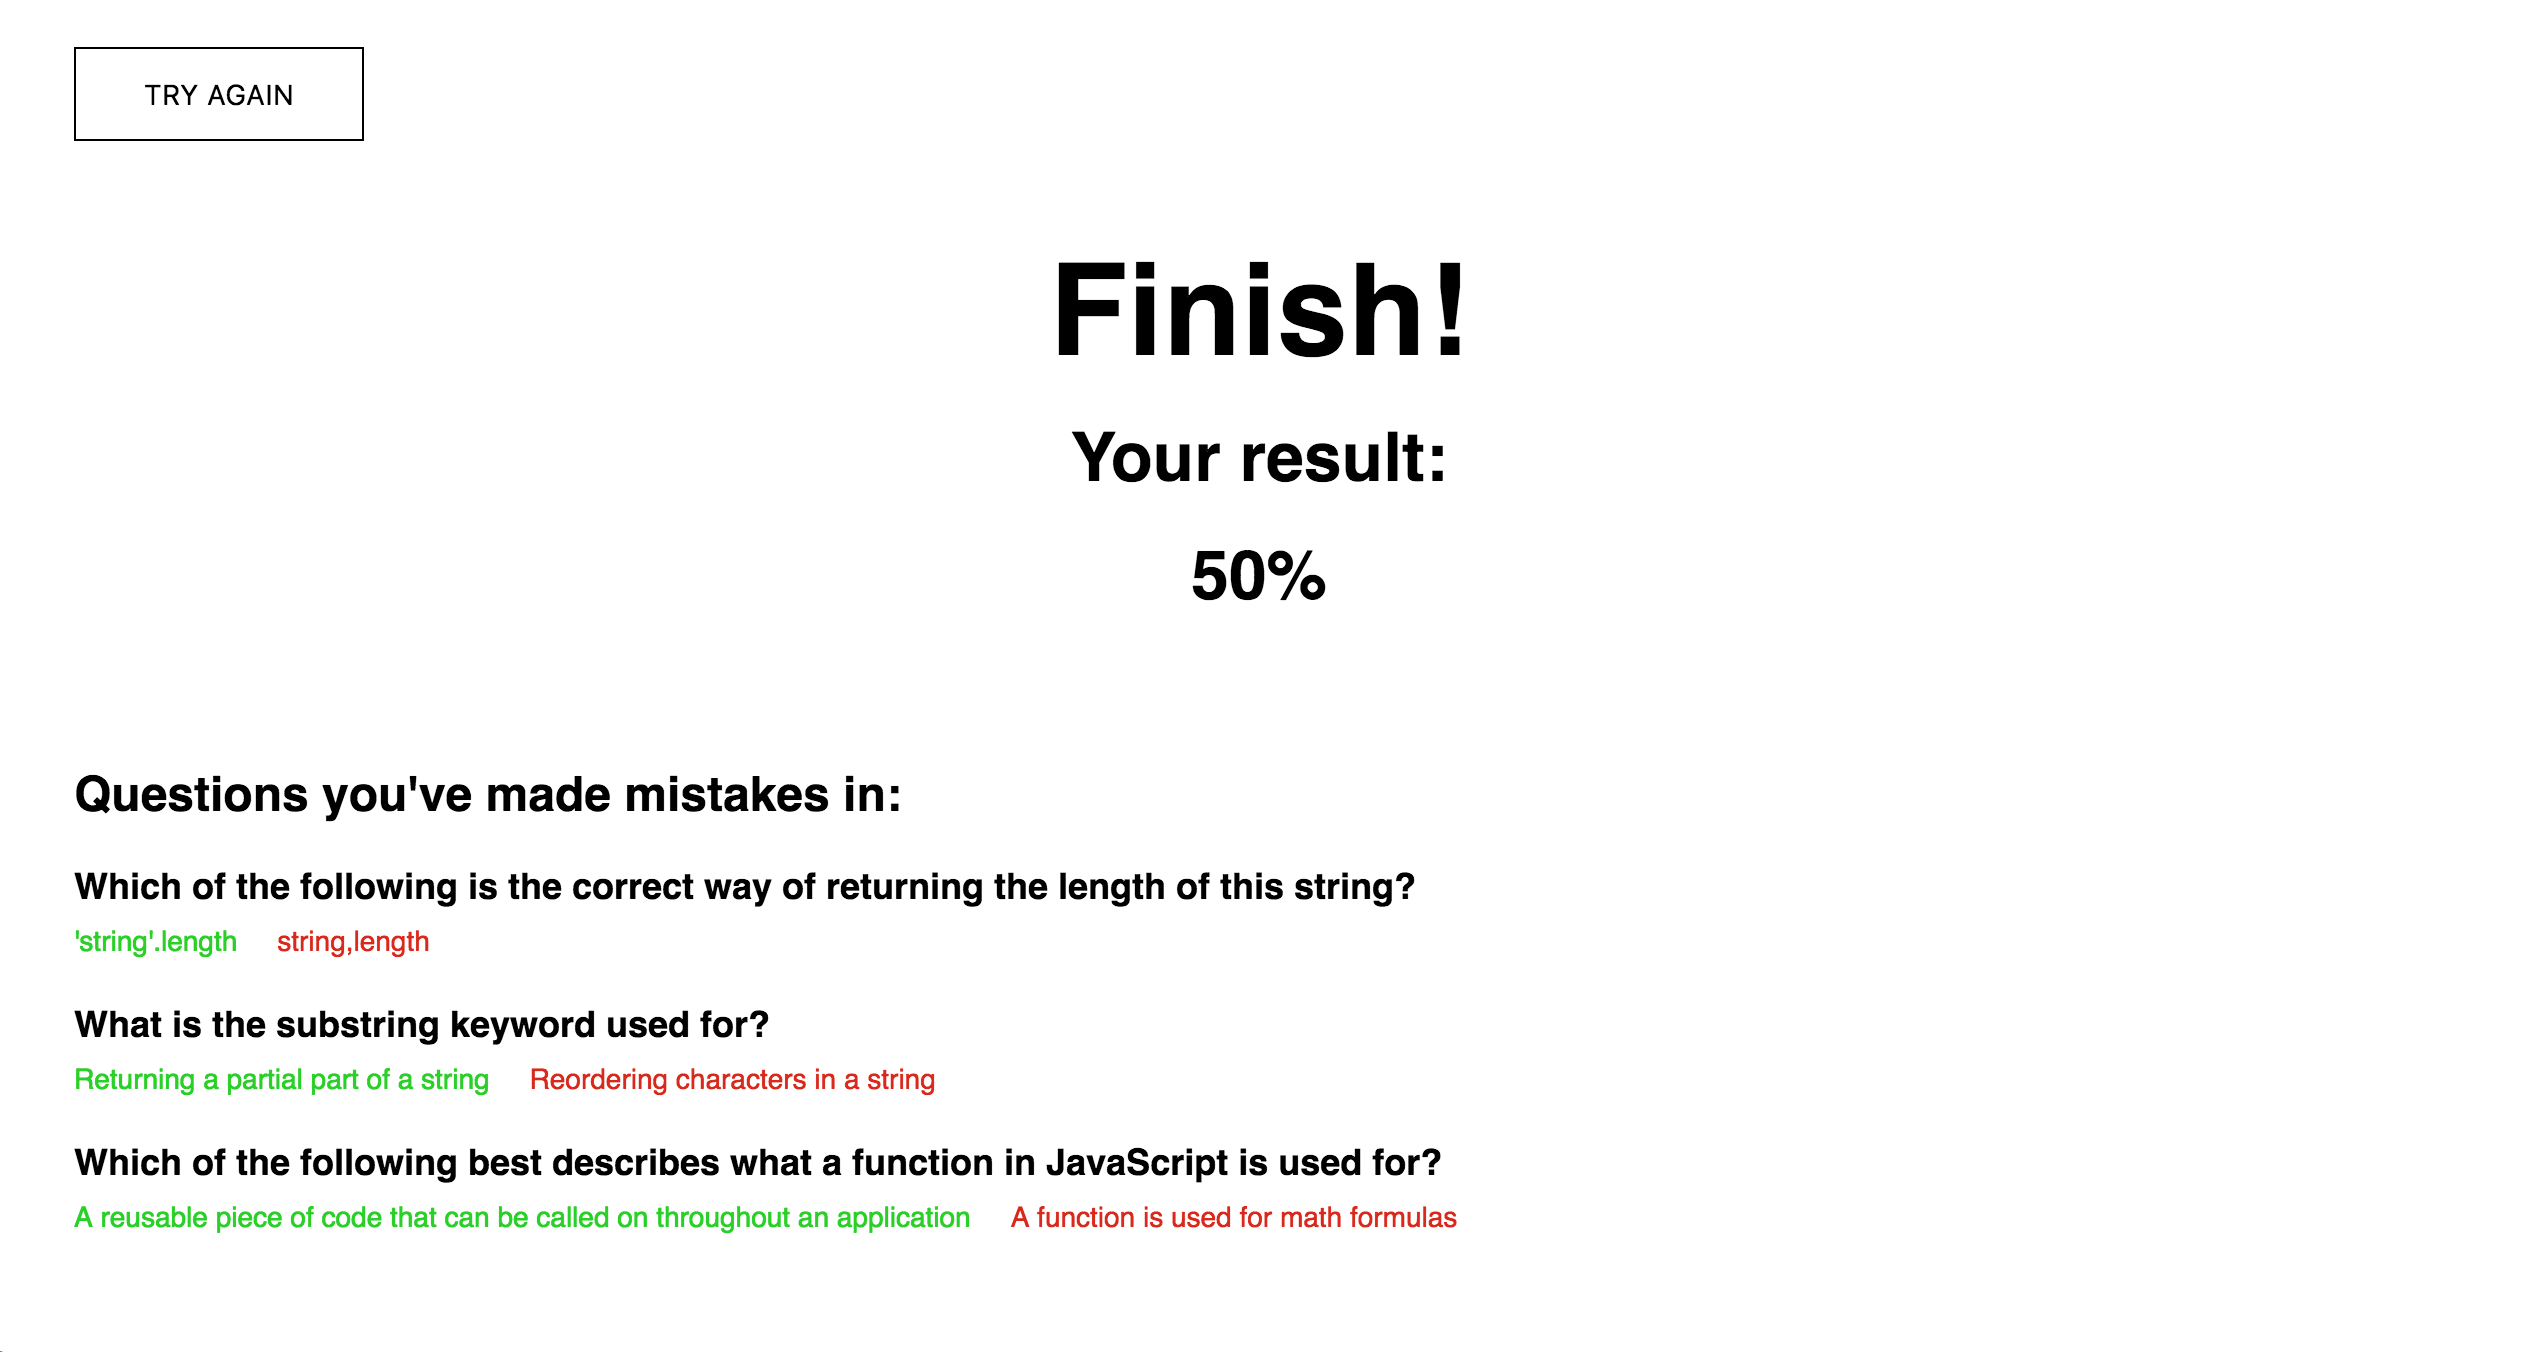 TRY AGAIN
Finish!
Your result:
50%
Questions you've made mistakes in:
Which of the following is the correct way of returning the length of this string?
'string'.length string,length
What is the substring keyword used for?
Returning a partial part of a string Reordering characters in a string
Which of the following best describes what a function in JavaScript is used for?
A reusable piece of code that can be called on throughout an application A function is used for math formulas